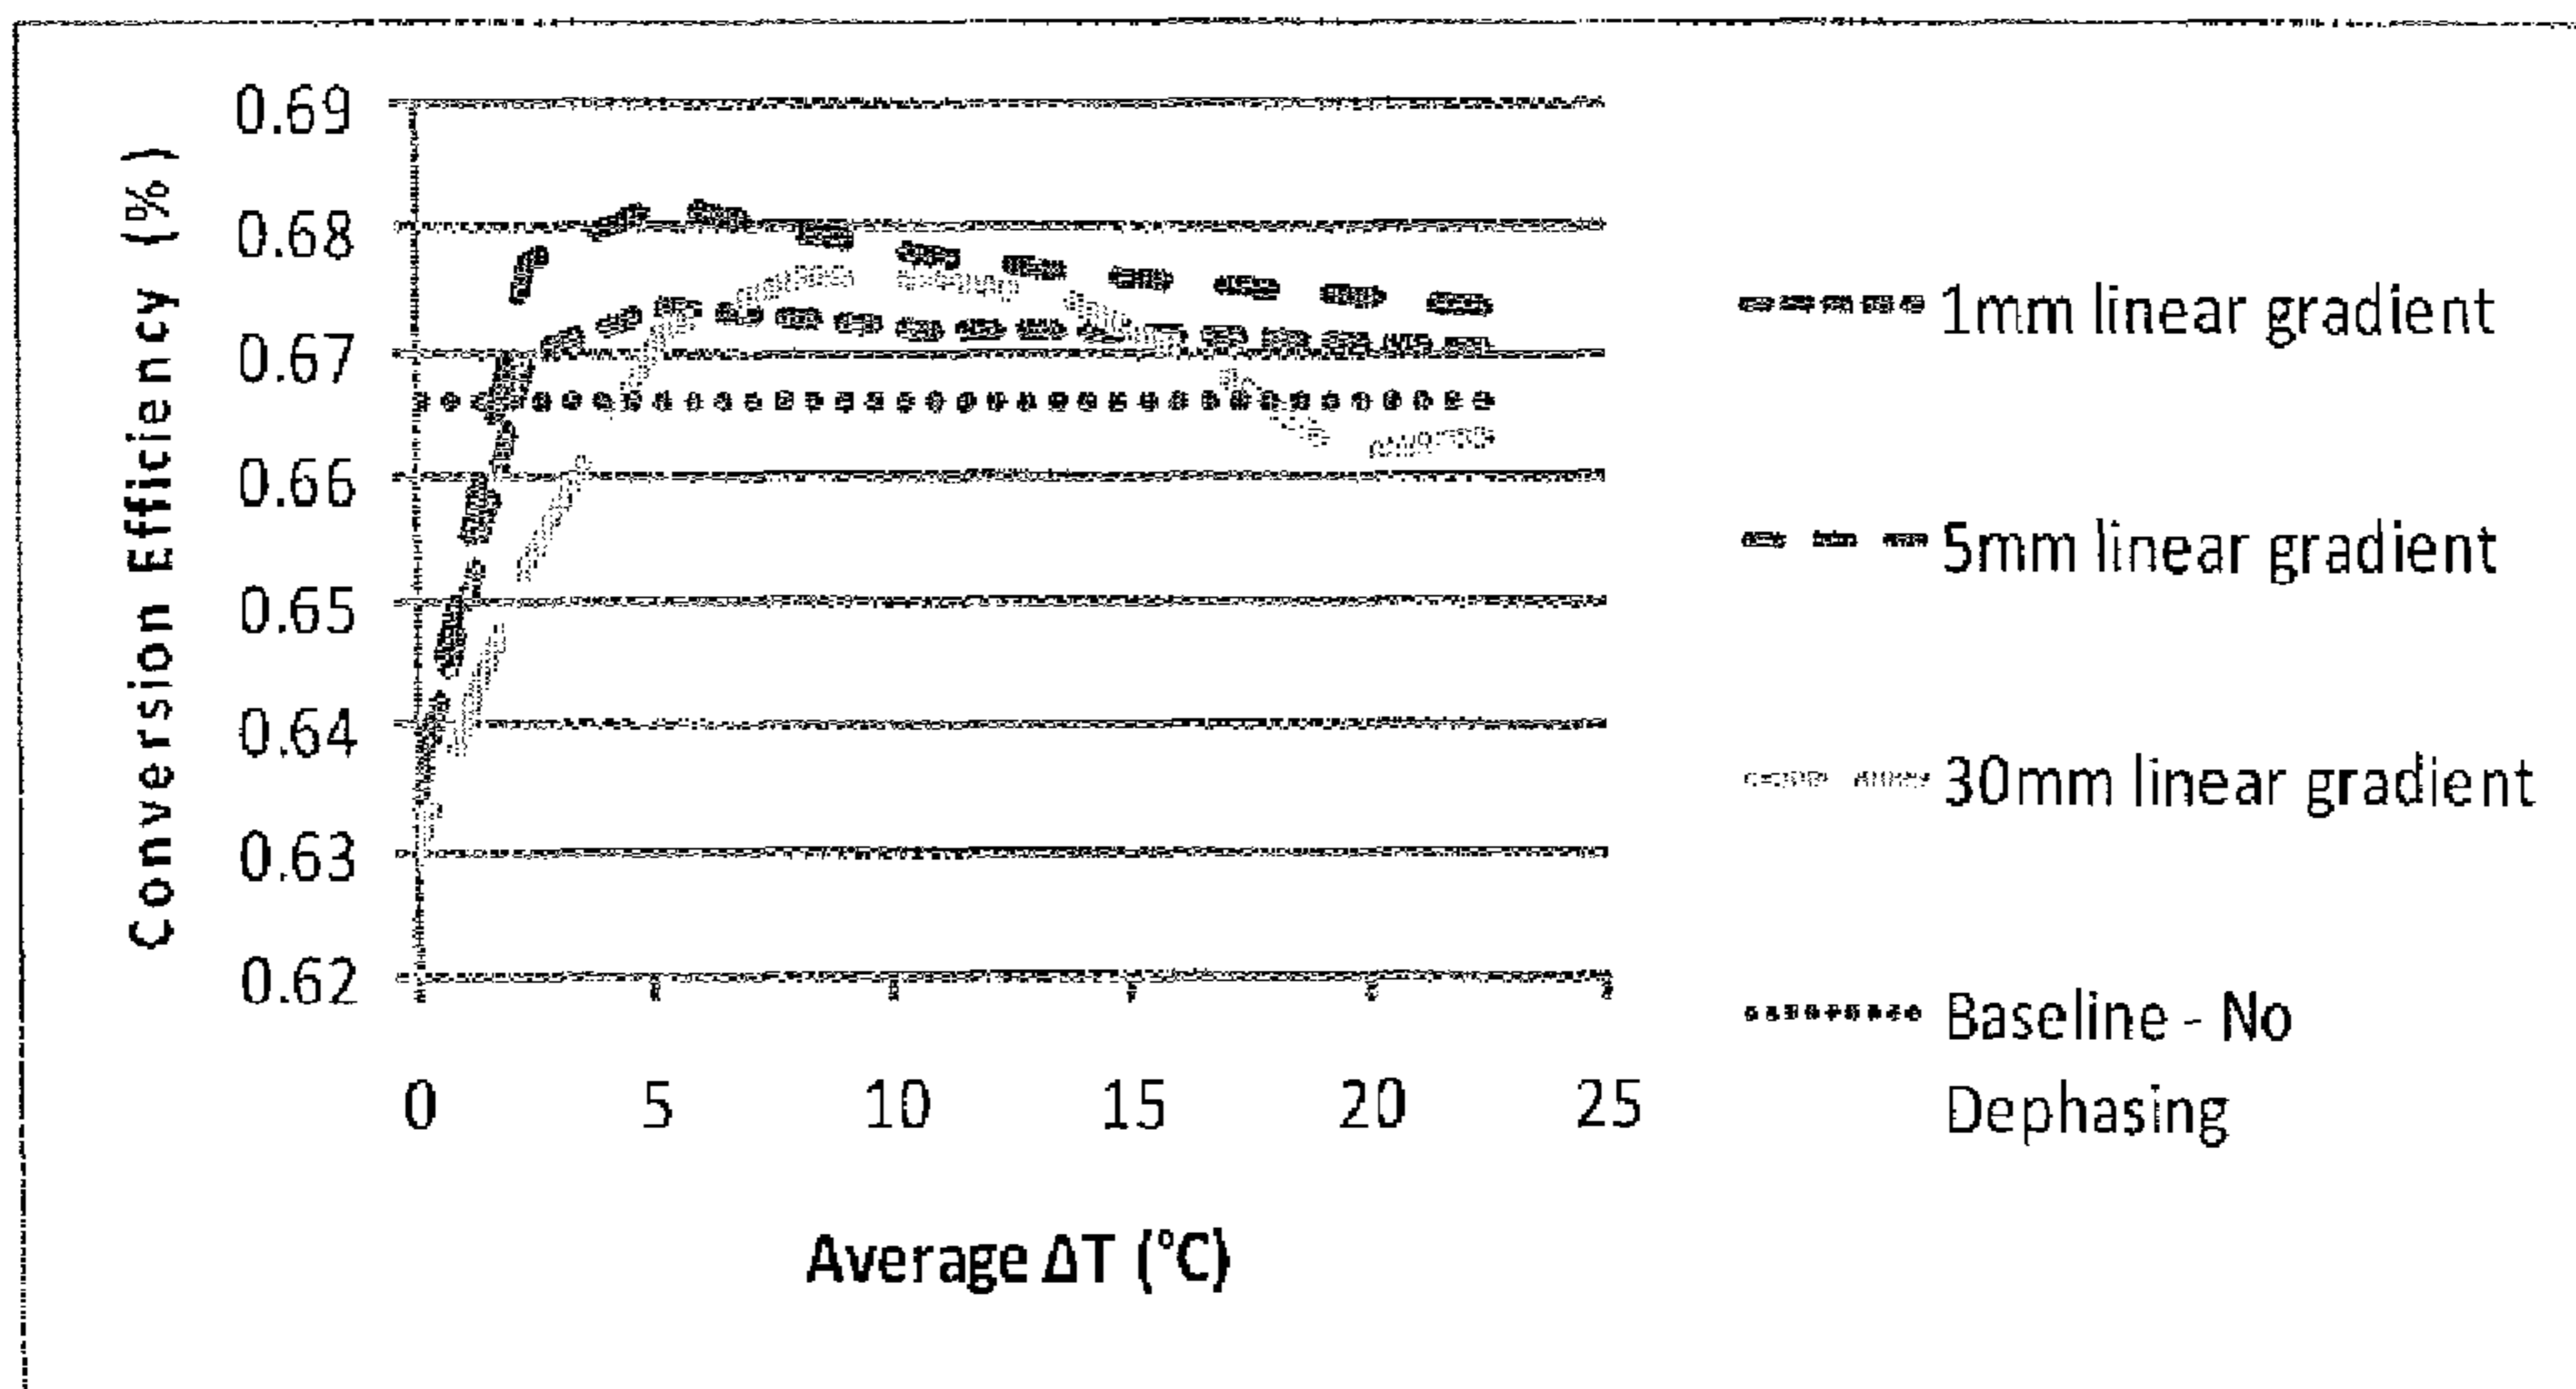 Conversion Efficiency (%)
0.69
0.68
0.67
0.66
0.65
0.64
0.63
0.62
0 5 10 15 20 25
Average ΔT (°C)
1mm linear gradient
5mm linear gradient
30mm linear gradient
Baseline - No
Dephasing